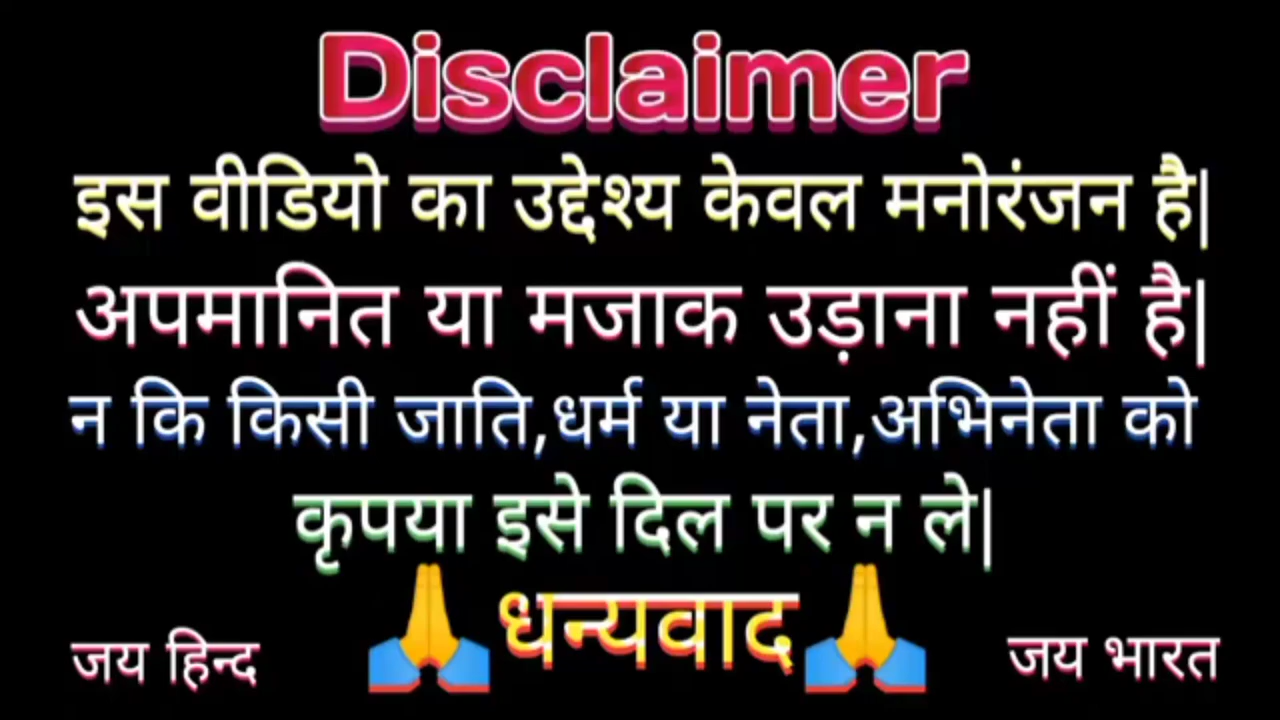 Disclaimer
इस वीडियो का उद्देश्य केवल मनोरंजन है|
अपमानित या मजाक उड़ाना नहीं है|
न कि किसी जाति,धर्म या नेता,अभिनेता को
कृपया इसे दिल पर न ले|
🙏धन्यवाद🙏
जय हिन्द जय भारत